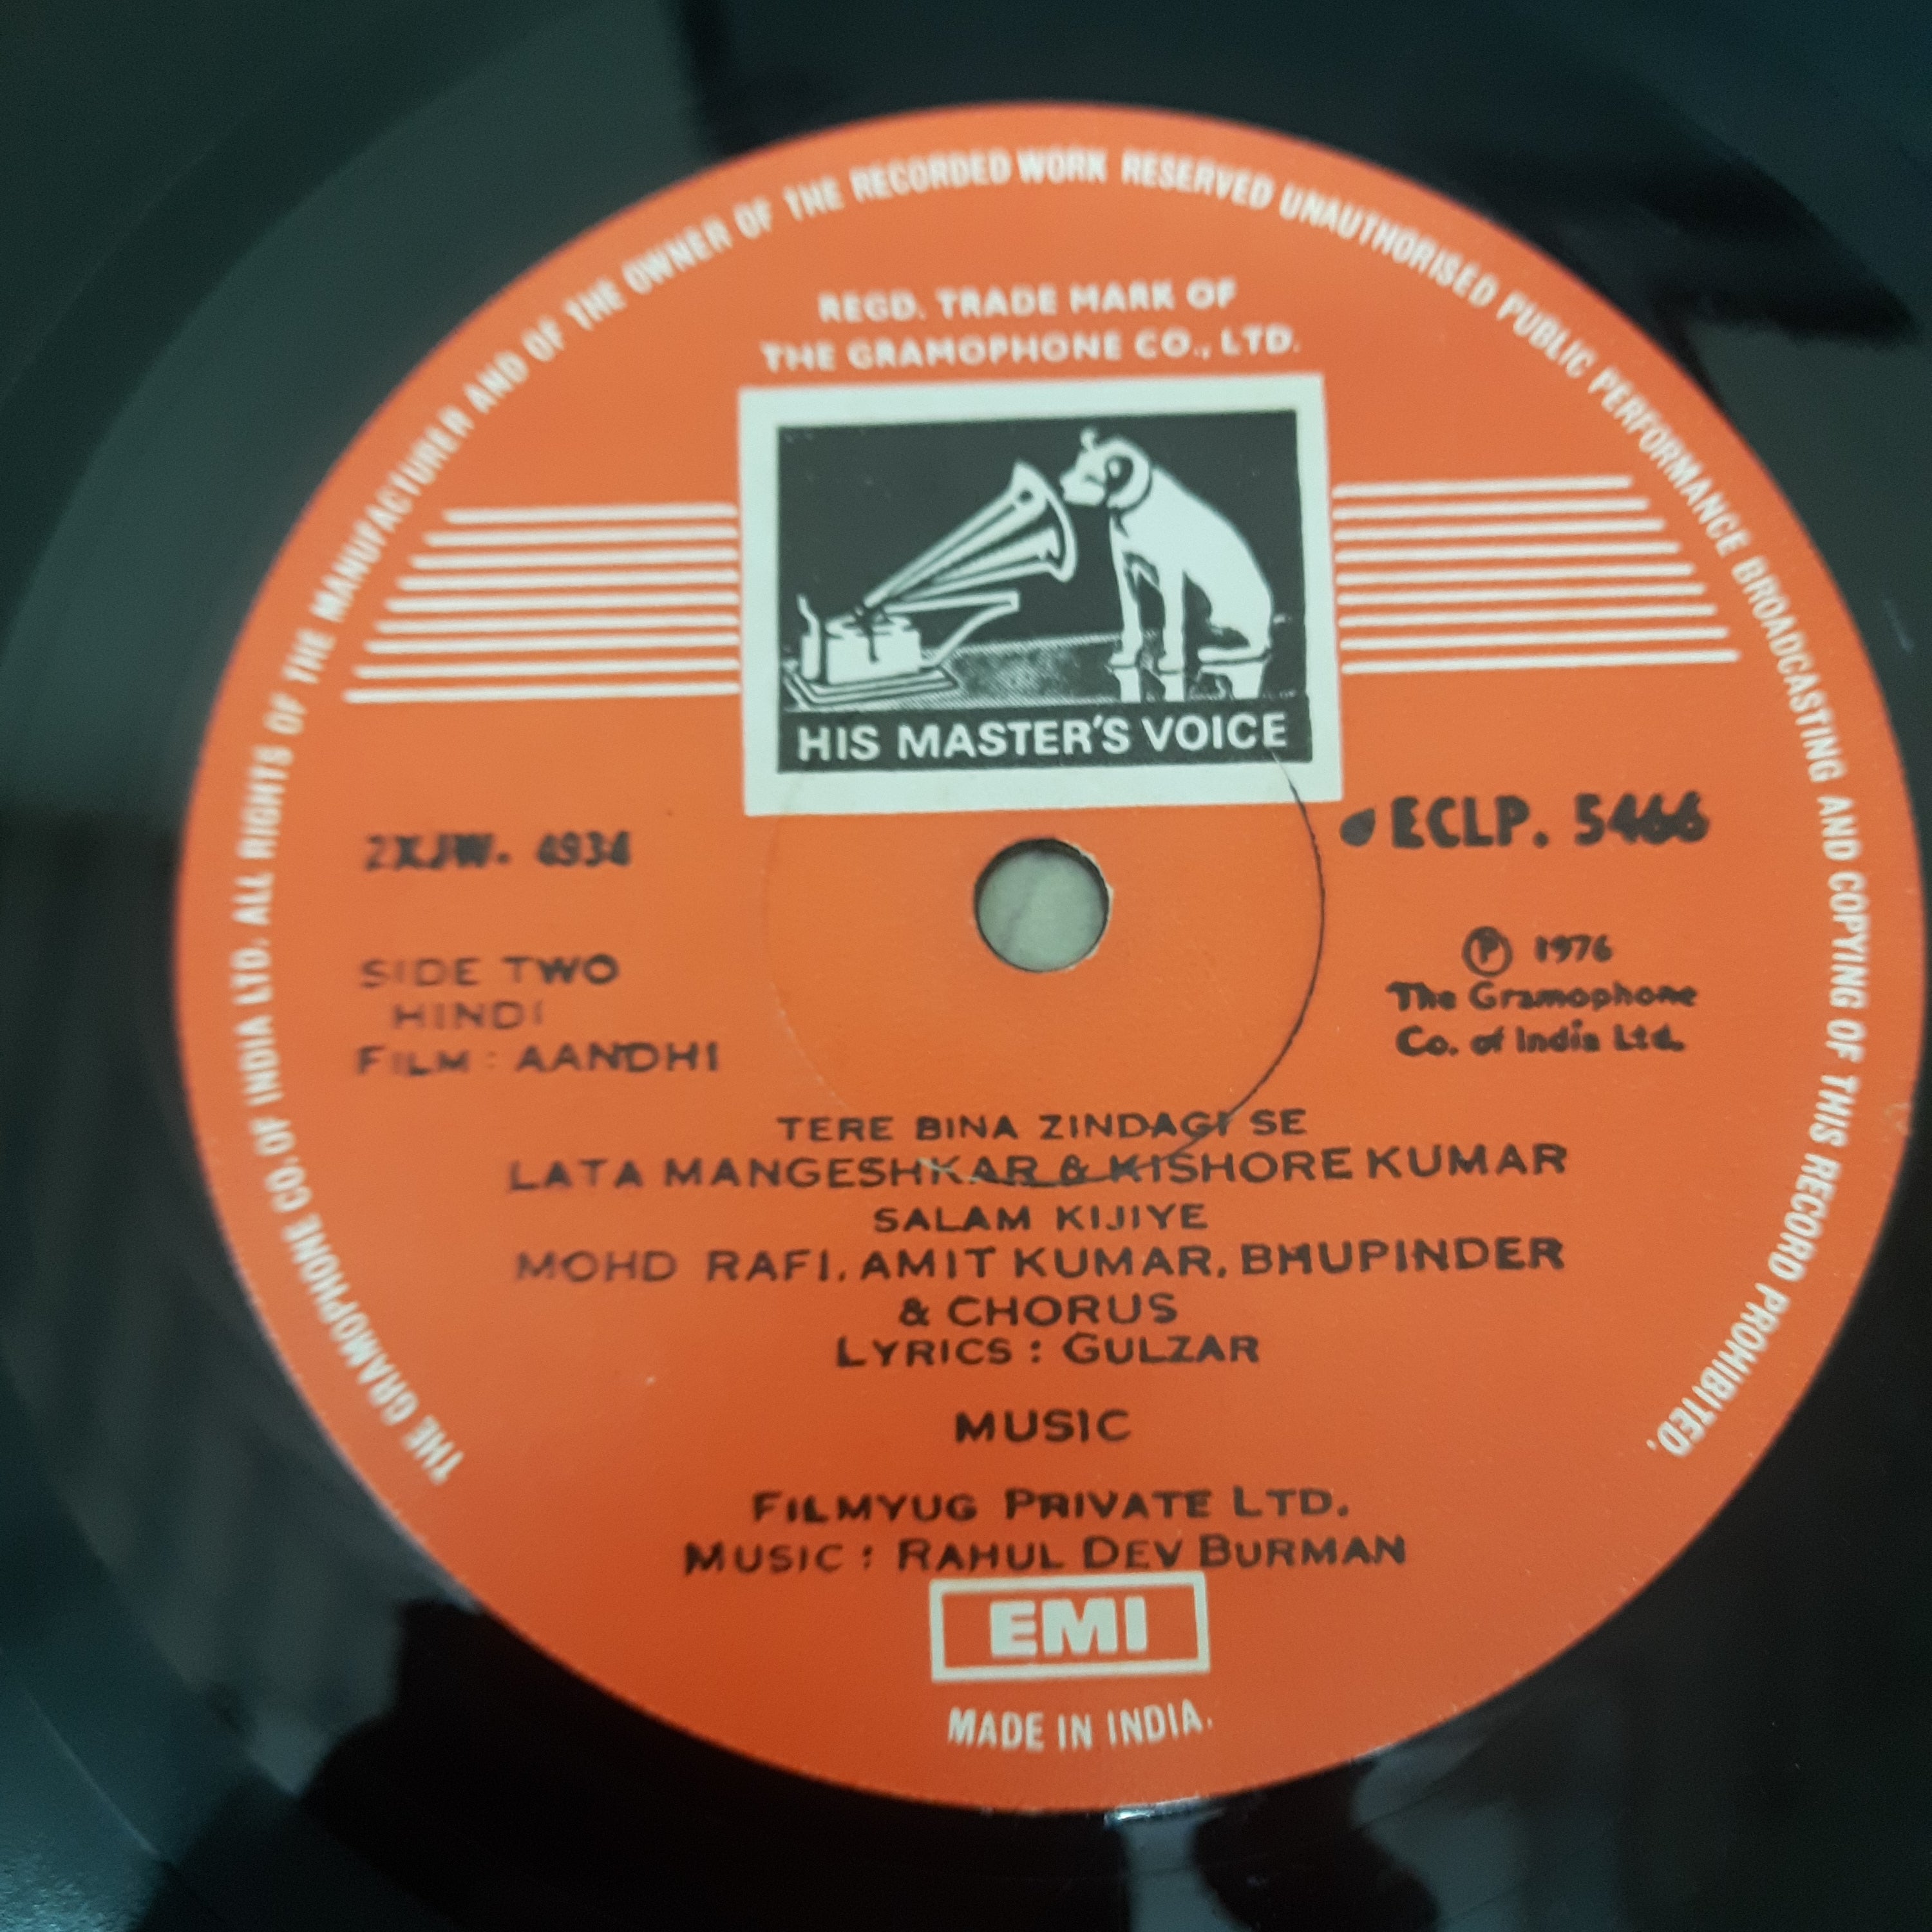 THE GRAMOPHONE CO. OF INDIA LTD. ALL RIGHTS OF THE MANUFACTURER AND OF THE OWNER OF THE RECORDED WORK RESERVED UNAUTHORISED PUBLIC PERFORMANCE BROADCASTING AND COPYING OF THIS RECORD PROHIBITED.
REGD. TRADE MARK OF
THE GRAMOPHONE CO., LTD.
HIS MASTER'S VOICE
2XJW. 4934
ECLP. 5466
SIDE TWO
HINDI
FILM : AANDHI
℗ 1976
The Gramophone
Co. of India Ltd.
TERE BINA ZINDAGI SE
LATA MANGESHKAR & KISHORE KUMAR
SALAM KIJIYE
MOHD RAFI, AMIT KUMAR, BHUPINDER
& CHORUS
LYRICS : GULZAR
MUSIC
FILMYUG PRIVATE LTD.
MUSIC : RAHUL DEV BURMAN
EMI
MADE IN INDIA.